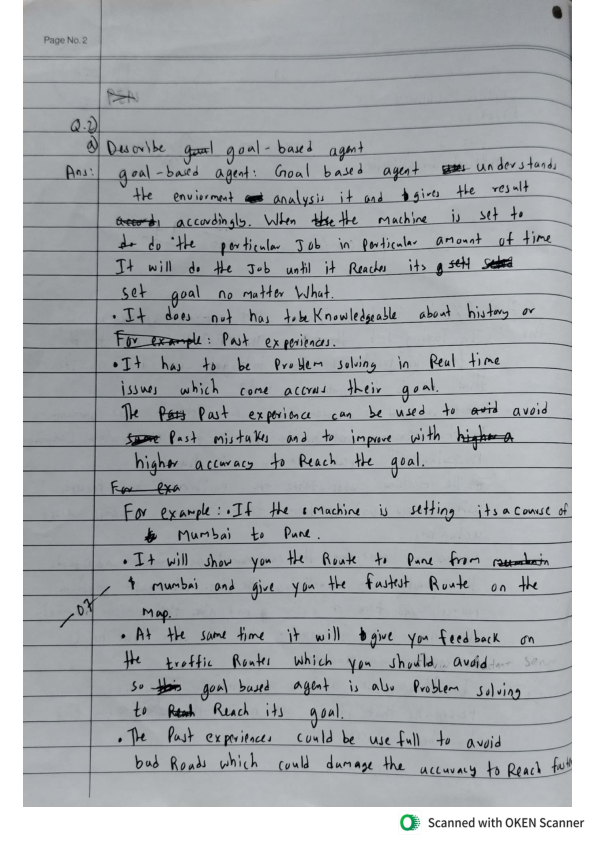 Page No. 2
Q.2)
a) Describe goal-based agent
Ans: goal-based agent: Goal based agent understands
the enviorment analysis it and gives the result
accordingly. When the machine is set to
do the perticular Job in Perticular amount of time
It will do the Job until it Reaches its
set goal no matter What.
• It does not has to be Knowledgeable about history or
For example: Past experiences.
• It has to be Problem solving in Real time
issues which come accross their goal.
The Past experience can be used to avoid
Past mistakes and to improve with
higher accuracy to Reach the goal.
For exa
For example: • If the machine is setting its a course of
Mumbai to Pune.
• It will show you the Route to Pune from
Mumbai and give you the fastest Route on the
07
Map.
• At the same time it will give you feedback on
the traffic Routes which you should avoid
so goal based agent is also Problem solving
to Reach its goal.
• The Past experiences could be use full to avoid
bad Roads which could damage the accuracy to Reach
Scanned with OKEN Scanner